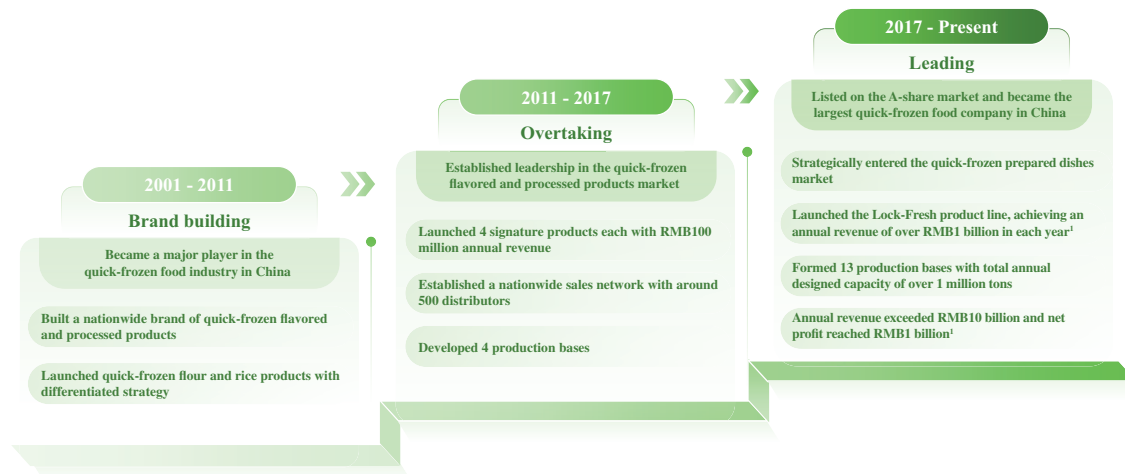 2001 - 2011
Brand building
Became a major player in the
quick-frozen food industry in China
Built a nationwide brand of quick-frozen flavored
and processed products
Launched quick-frozen flour and rice products with
differentiated strategy
2011 - 2017
Overtaking
Established leadership in the quick-frozen
flavored and processed products market
Launched 4 signature products each with RMB100
million annual revenue
Established a nationwide sales network with around
500 distributors
Developed 4 production bases
2017 - Present
Leading
Listed on the A-share market and became the
largest quick-frozen food company in China
Strategically entered the quick-frozen prepared dishes
market
Launched the Lock-Fresh product line, achieving an
annual revenue of over RMB1 billion in each year¹
Formed 13 production bases with total annual
designed capacity of over 1 million tons
Annual revenue exceeded RMB10 billion and net
profit reached RMB1 billion¹